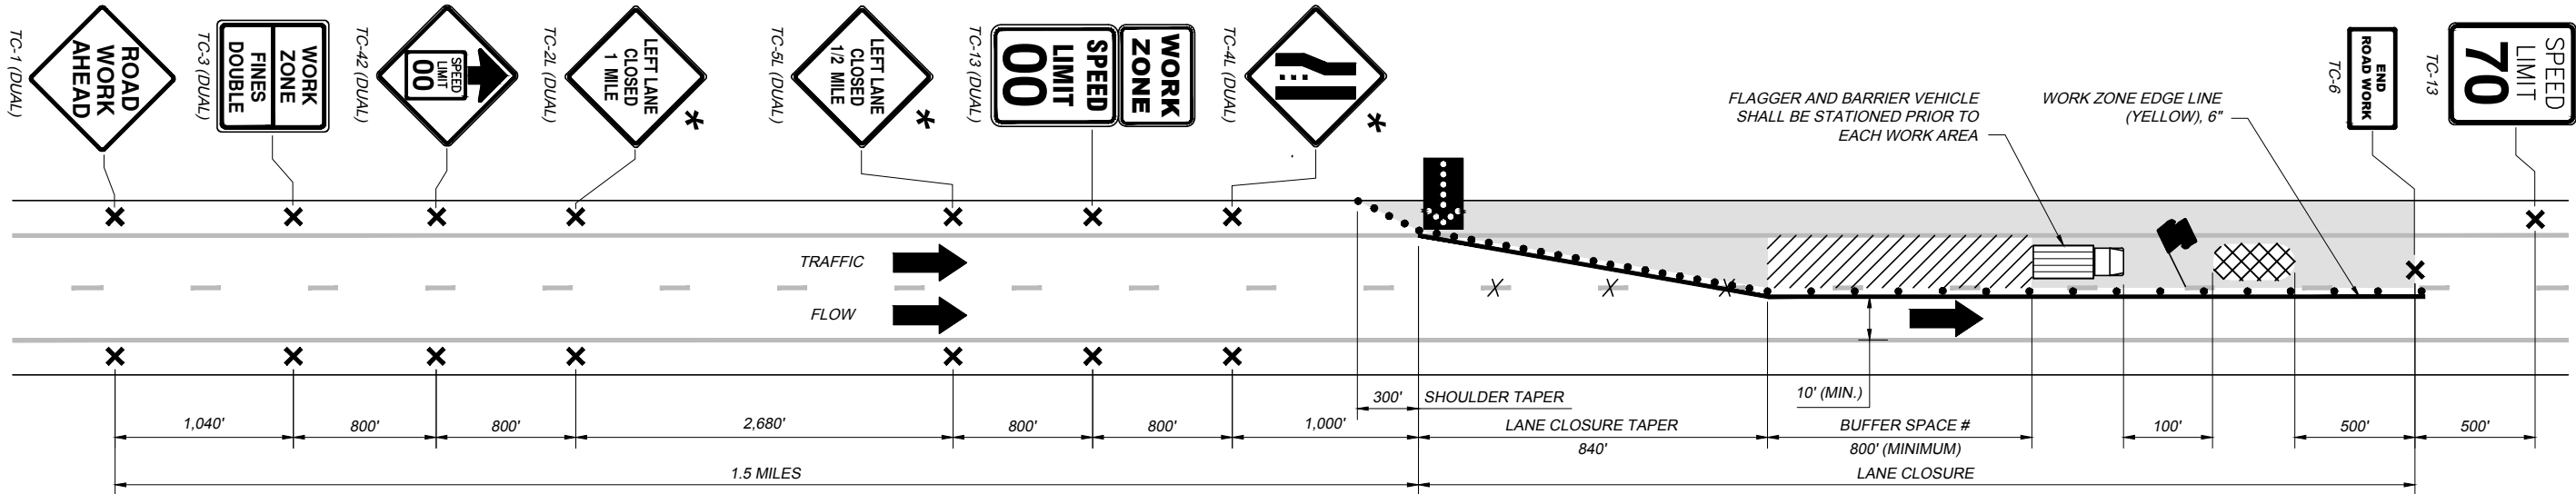 TC-1 (DUAL)
ROAD
WORK
AHEAD
TC-3 (DUAL)
WORK
ZONE
FINES
DOUBLE
TC-42 (DUAL)
SPEED
LIMIT
00
TC-2L (DUAL)
LEFT LANE
CLOSED
1 MILE
*
TC-5L (DUAL)
LEFT LANE
CLOSED
1/2 MILE
*
TC-13 (DUAL)
WORK
ZONE
SPEED
LIMIT
00
TC-4L (DUAL)
*
FLAGGER AND BARRIER VEHICLE
SHALL BE STATIONED PRIOR TO
EACH WORK AREA
WORK ZONE EDGE LINE
(YELLOW), 6"
TC-6
END
ROAD WORK
TC-13
SPEED
LIMIT
70
TRAFFIC
FLOW
10' (MIN.)
300' SHOULDER TAPER
1,040'
800'
800'
2,680'
800'
800'
1,000'
LANE CLOSURE TAPER
840'
BUFFER SPACE #
800' (MINIMUM)
100'
500'
500'
1.5 MILES
LANE CLOSURE